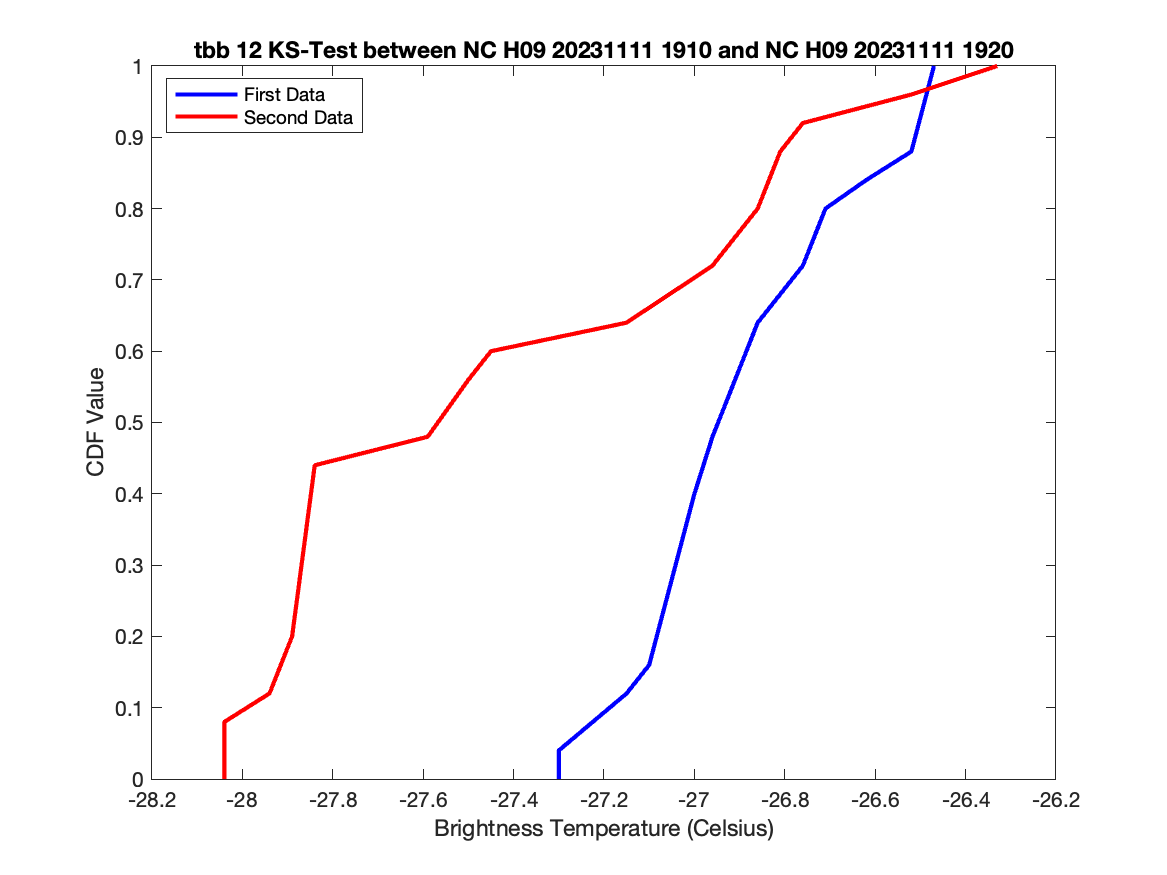 tbb 12 KS-Test between NC H09 20231111 1910 and NC H09 20231111 1920
First Data
Second Data
1
0.9
0.8
0.7
0.6
0.5
0.4
0.3
0.2
0.1
0
CDF Value
-28.2 -28 -27.8 -27.6 -27.4 -27.2 -27 -26.8 -26.6 -26.4 -26.2
Brightness Temperature (Celsius)